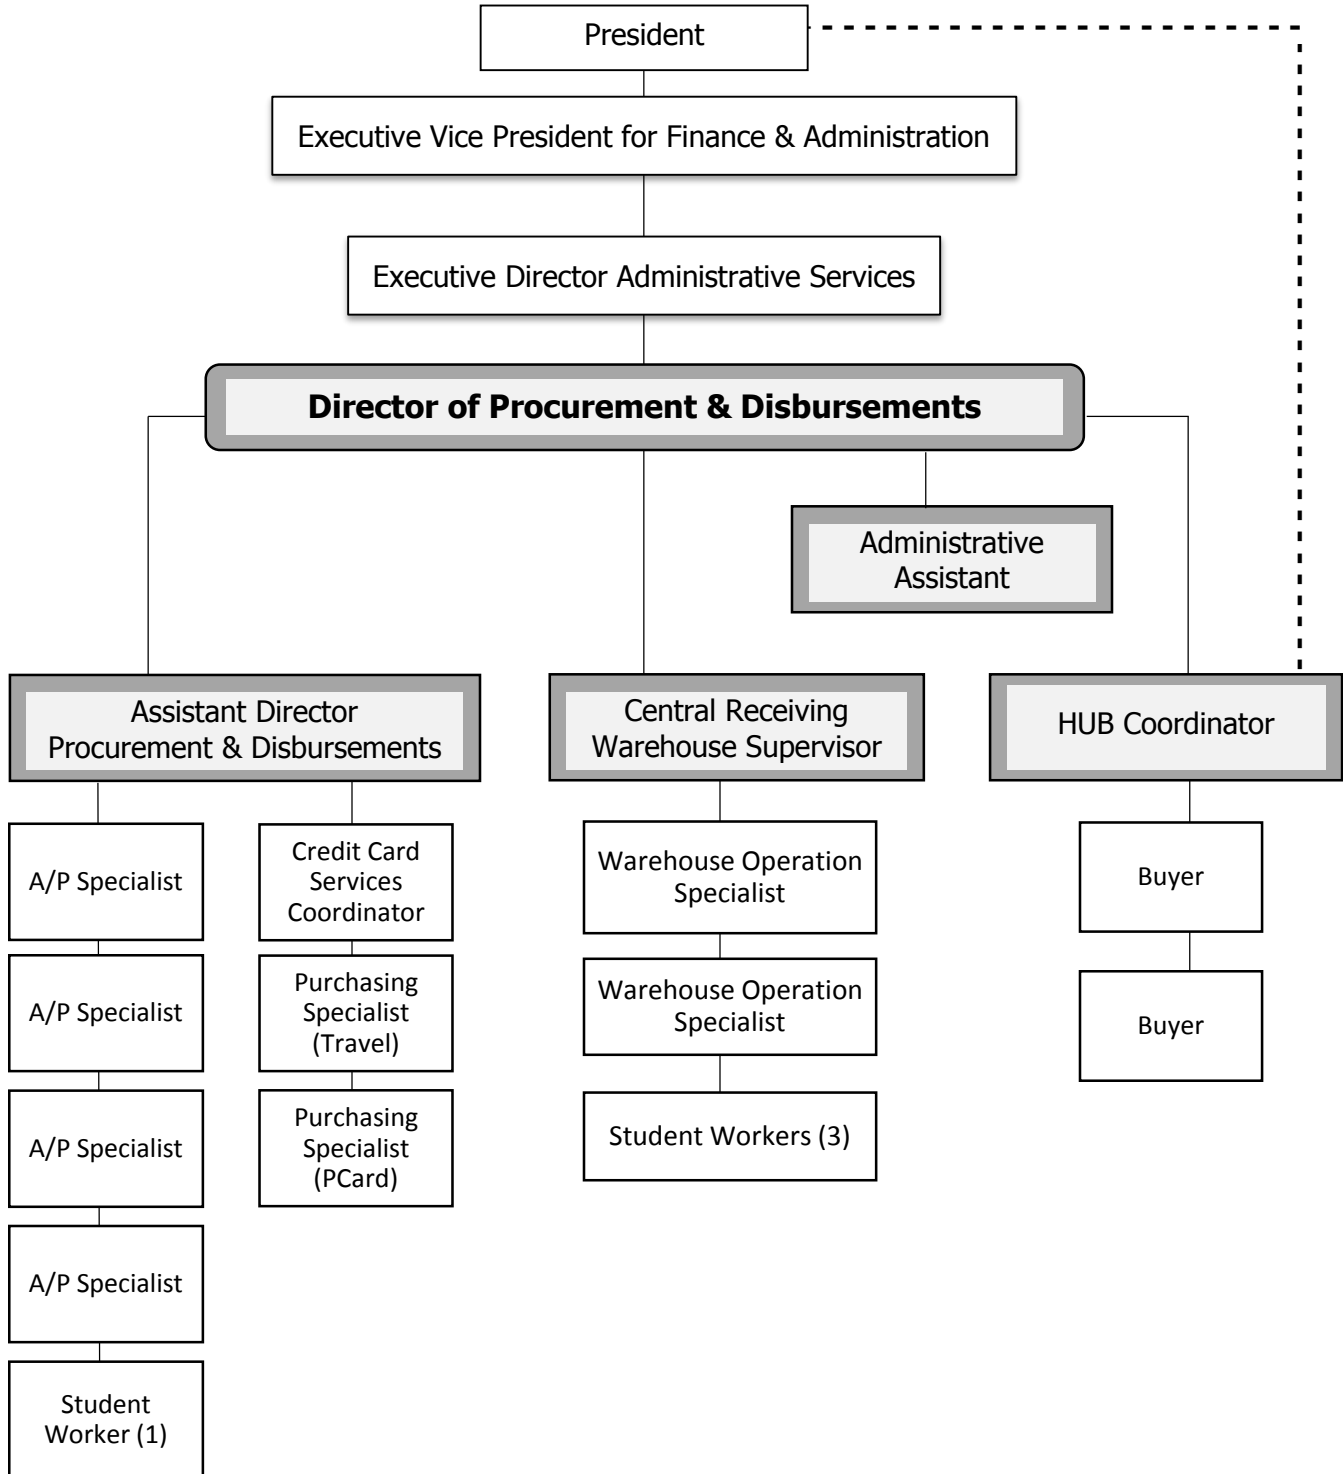 President
Executive Vice President for Finance & Administration
Executive Director Administrative Services
Director of Procurement & Disbursements
Administrative
Assistant
Assistant Director
Procurement & Disbursements
Central Receiving
Warehouse Supervisor
HUB Coordinator
A/P Specialist
A/P Specialist
A/P Specialist
A/P Specialist
Student
Worker (1)
Credit Card
Services
Coordinator
Purchasing
Specialist
(Travel)
Purchasing
Specialist
(PCard)
Warehouse Operation
Specialist
Warehouse Operation
Specialist
Student Workers (3)
Buyer
Buyer